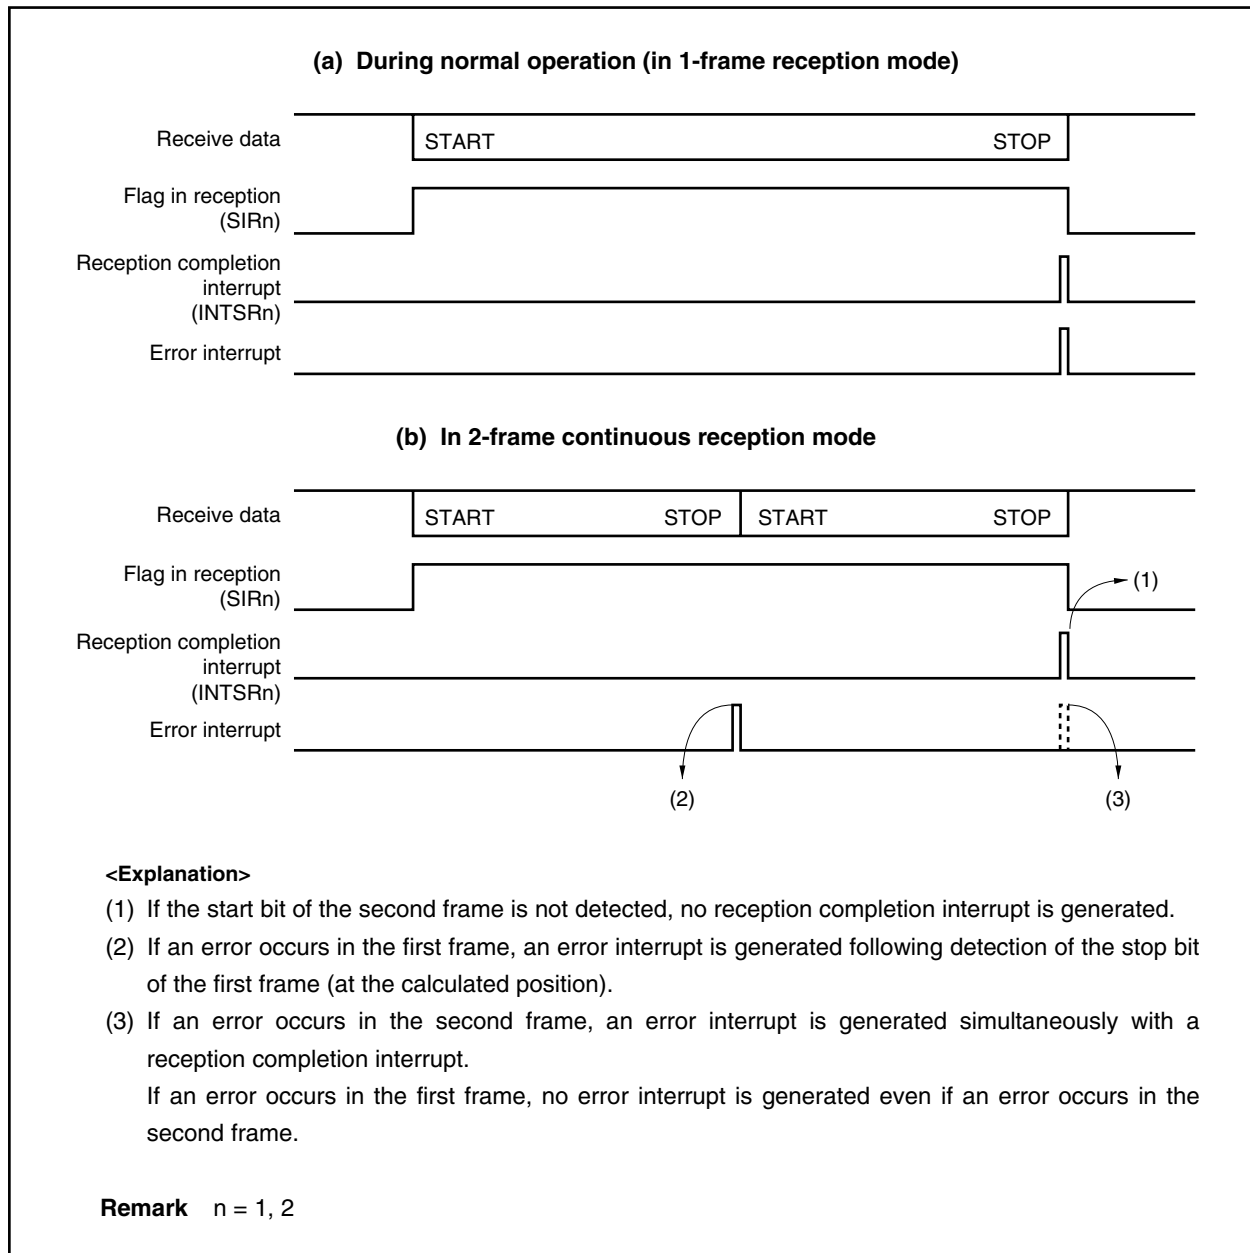 (a) During normal operation (in 1-frame reception mode)
Receive data
START
STOP
Flag in reception
(SIRn)
Reception completion
interrupt
(INTSRn)
Error interrupt
(b) In 2-frame continuous reception mode
Receive data
START
STOP
START
STOP
Flag in reception
(SIRn)
(1)
Reception completion
interrupt
(INTSRn)
Error interrupt
(2)
(3)
<Explanation>
(1) If the start bit of the second frame is not detected, no reception completion interrupt is generated.
(2) If an error occurs in the first frame, an error interrupt is generated following detection of the stop bit
of the first frame (at the calculated position).
(3) If an error occurs in the second frame, an error interrupt is generated simultaneously with a
reception completion interrupt.
If an error occurs in the first frame, no error interrupt is generated even if an error occurs in the
second frame.
Remark n = 1, 2